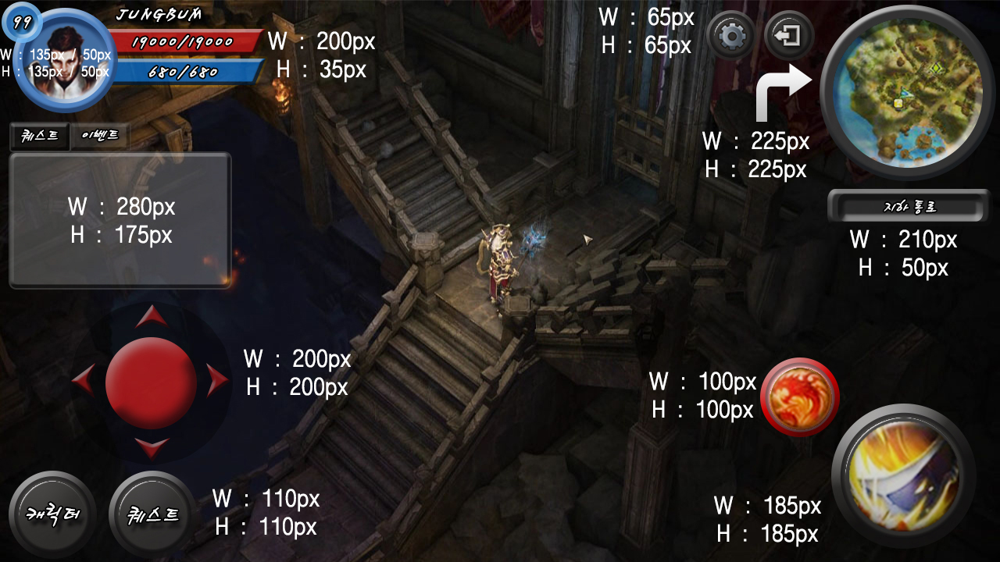 99
JUNGBUM
19000/19000
680/680
W : 135px / 50px
H : 135px / 50px
W : 200px
H : 35px
W : 65px
H : 65px
W : 225px
H : 225px
퀘스트
이벤트
W : 280px
H : 175px
지하 통로
W : 210px
H : 50px
W : 200px
H : 200px
W : 100px
H : 100px
캐릭터
퀘스트
W : 110px
H : 110px
W : 185px
H : 185px